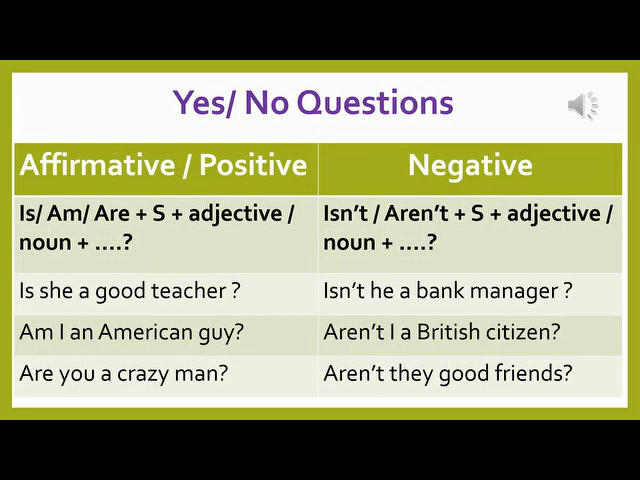 Yes/ No Questions
Affirmative / Positive
Negative
Is/ Am/ Are + S + adjective /
noun + ....?
Isn't / Aren't + S + adjective /
noun + ....?
Is she a good teacher ?
Isn't he a bank manager ?
Am I an American guy?
Aren't I a British citizen?
Are you a crazy man?
Aren't they good friends?